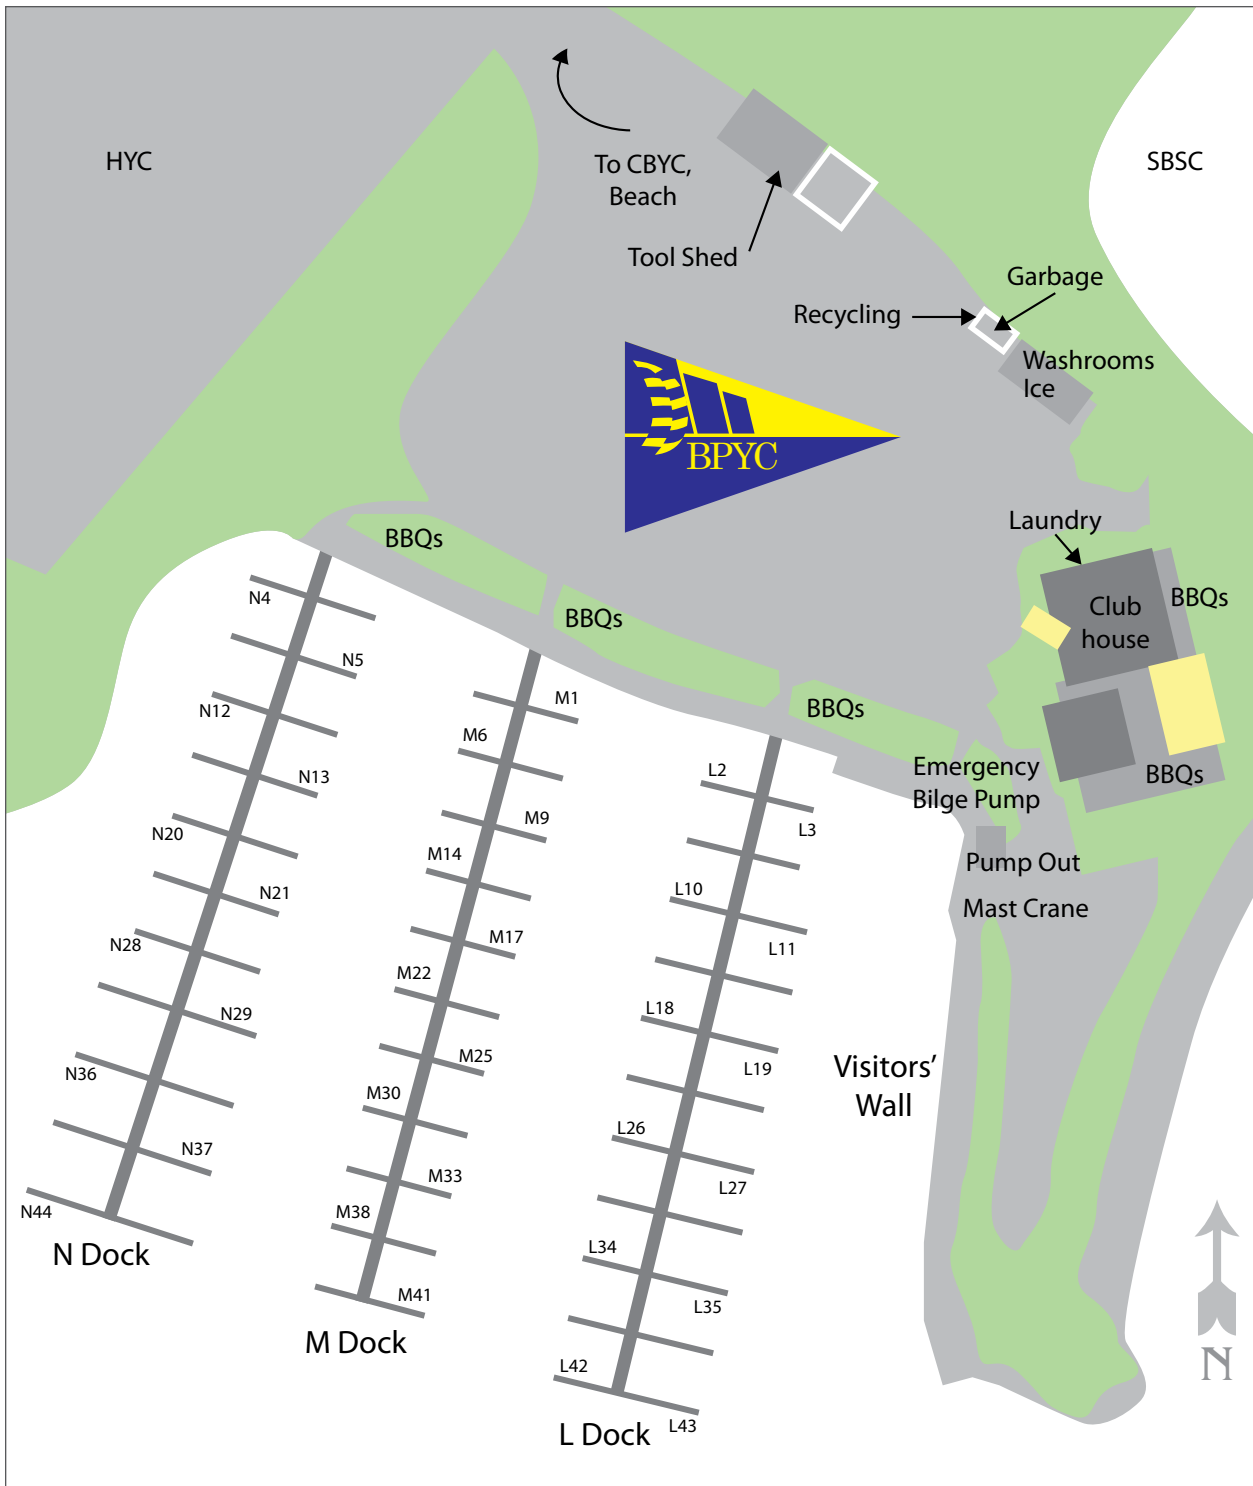 HYC
To CBYC,
Beach
SBSC
Tool Shed
Garbage
Recycling
Washrooms
Ice
BPYC
Laundry
BBQs
BBQs
BBQs
Club
house
BBQs
BBQs
Emergency
Bilge Pump
Pump Out
Mast Crane
Visitors'
Wall
N4
N5
N12
N13
N20
N21
N28
N29
N36
N37
N44
N Dock
M1
M6
M9
M14
M17
M22
M25
M30
M33
M38
M41
M Dock
L2
L3
L10
L11
L18
L19
L26
L27
L34
L35
L42
L43
L Dock
N